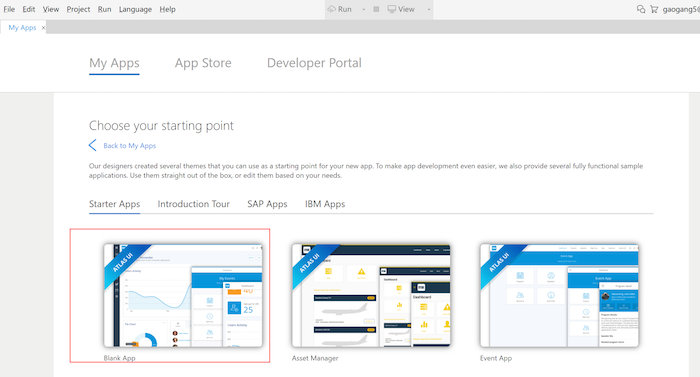 File Edit View Project Run Language Help
Run
View
gaogang5@
My Apps ×
My Apps App Store Developer Portal
Choose your starting point
Back to My Apps
Our designers created several themes that you can use as a starting point for your new app. To make app development even easier, we also provide several fully functional sample
applications. Use them straight out of the box, or edit them based on your needs.
Starter Apps Introduction Tour SAP Apps IBM Apps
ATLAS UI
ATLAS UI
ATLAS UI
Dashboard
Dashboard
My Events
Event App
25
Blank App
Asset Manager
Event App